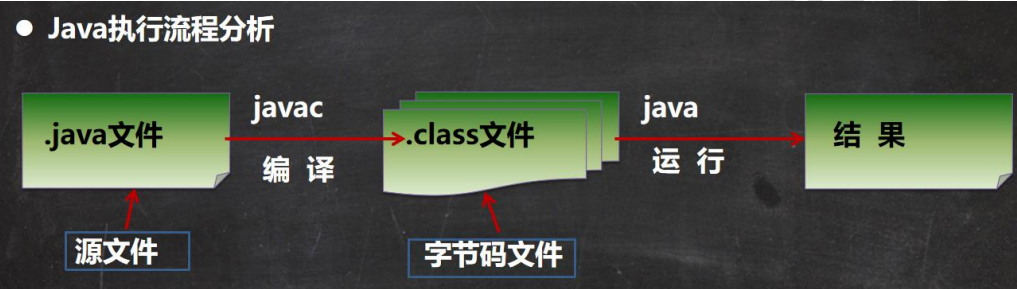 ● Java执行流程分析
javac
java
.java文件
.class文件
结 果
编 译
运 行
源文件
字节码文件